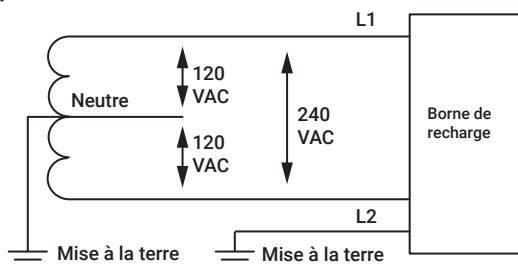 L1
120
VAC
Neutre
240
VAC
Borne de
recharge
120
VAC
L2
Mise à la terre
Mise à la terre